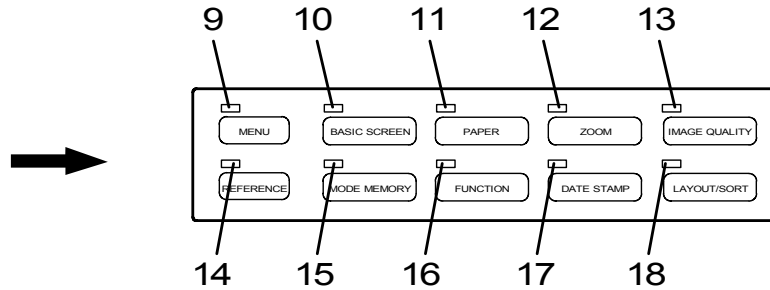 9 10 11 12 13
MENU BASIC SCREEN PAPER ZOOM IMAGE QUALITY
REFERENCE MODE MEMORY FUNCTION DATE STAMP LAYOUT/SORT
14 15 16 17 18